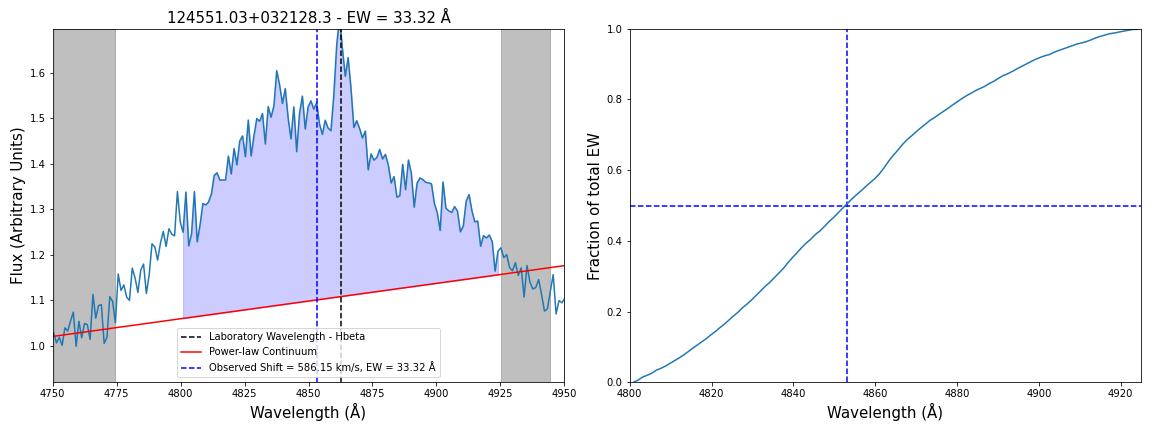 124551.03+032128.3 - EW = 33.32 Å
Flux (Arbitrary Units)
1.6
1.5
1.4
1.3
1.2
1.1
1.0
Laboratory Wavelength - Hbeta
Power-law Continuum
Observed Shift = 586.15 km/s, EW = 33.32 Å
4750 4775 4800 4825 4850 4875 4900 4925 4950
Wavelength (Å)
Fraction of total EW
1.0
0.8
0.6
0.4
0.2
0.0
4800 4820 4840 4860 4880 4900 4920
Wavelength (Å)